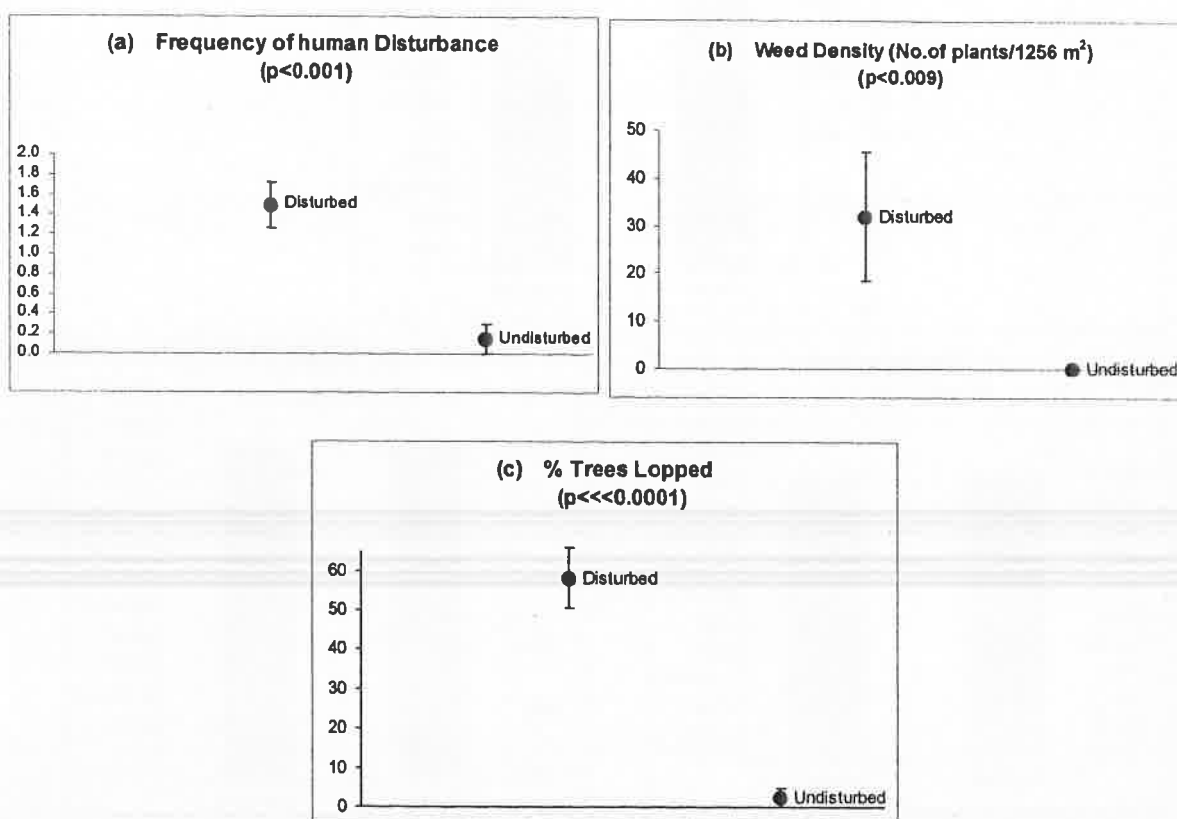 (a) Frequency of human Disturbance
(p<0.001)
2.0
1.8
1.6
1.4
1.2
1.0
0.8
0.6
0.4
0.2
0.0
Disturbed
Undisturbed
(b) Weed Density (No.of plants/1256 m²)
(p<0.009)
50
40
30
20
10
0
Disturbed
Undisturbed
(c) % Trees Lopped
(p<<<0.0001)
60
50
40
30
20
10
0
Disturbed
Undisturbed